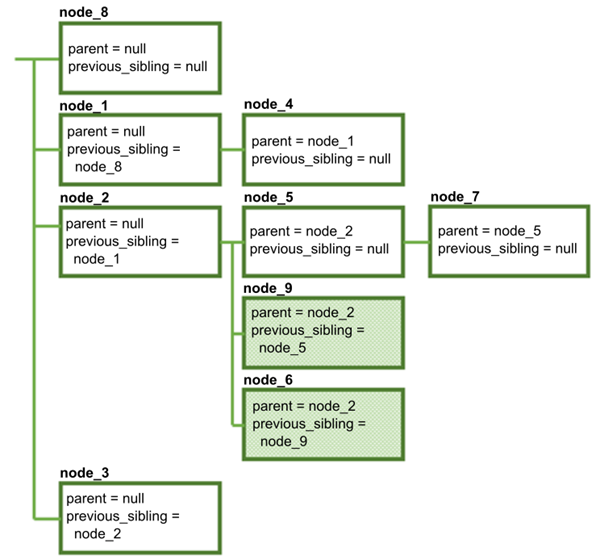 node_8
parent = null
previous_sibling = null
node_1
parent = null
previous_sibling =
node_8
node_4
parent = node_1
previous_sibling = null
node_2
parent = null
previous_sibling =
node_1
node_5
parent = node_2
previous_sibling = null
node_7
parent = node_5
previous_sibling = null
node_9
parent = node_2
previous_sibling =
node_5
node_6
parent = node_2
previous_sibling =
node_9
node_3
parent = null
previous_sibling =
node_2